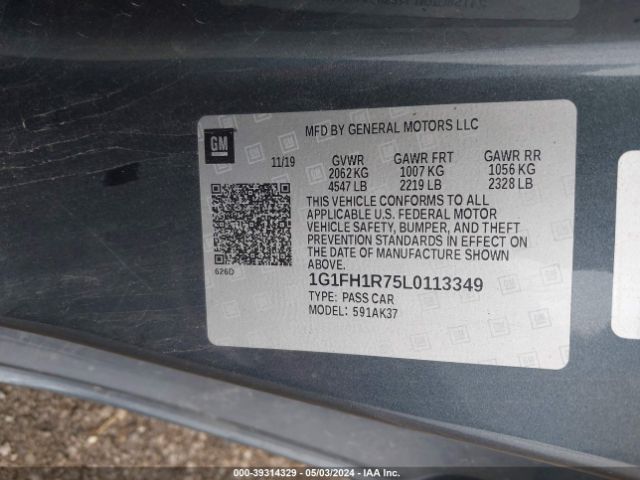 MFD BY GENERAL MOTORS LLC
GM
11/19 GVWR GAWR FRT GAWR RR
2062 KG 1007 KG 1056 KG
4547 LB 2219 LB 2328 LB
THIS VEHICLE CONFORMS TO ALL
APPLICABLE U.S. FEDERAL MOTOR
VEHICLE SAFETY, BUMPER, AND THEFT
PREVENTION STANDARDS IN EFFECT ON
THE DATE OF MANUFACTURE SHOWN
ABOVE.
626D
1G1FH1R75L0113349
TYPE: PASS CAR
MODEL: 591AK37
000-39314329 - 05/03/2024 - IAAI.COM